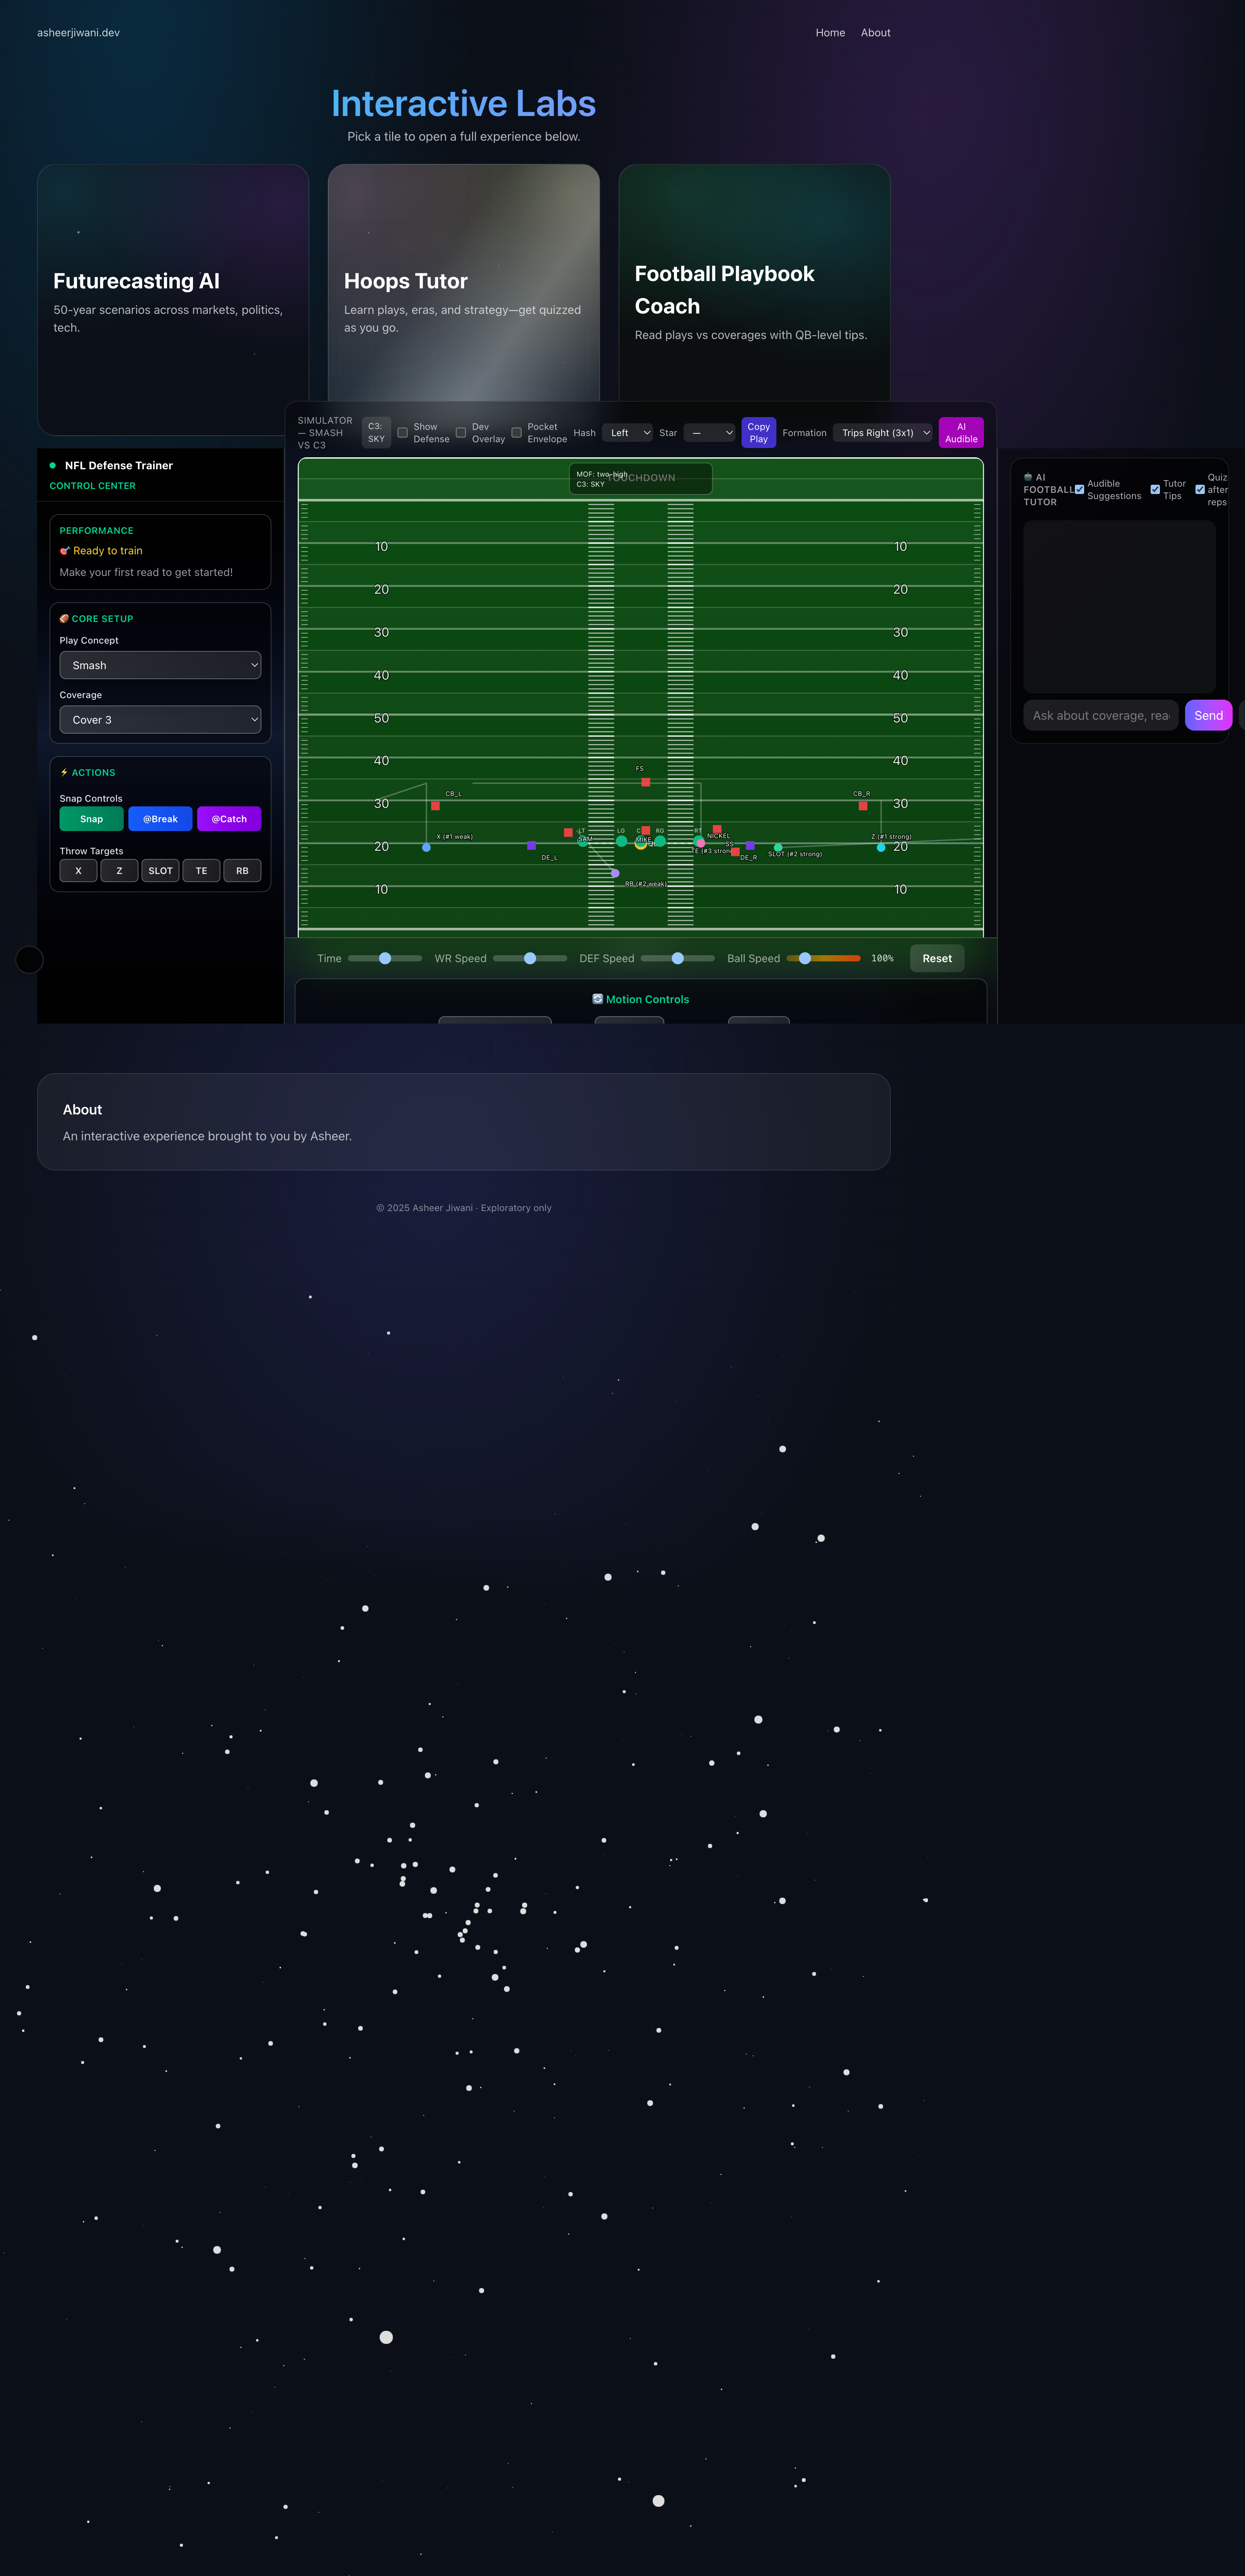 asheerjiwani.dev
Home About
Interactive Labs
Pick a tile to open a full experience below.
Futurecasting AI
50-year scenarios across markets, politics,
tech.
Hoops Tutor
Learn plays, eras, and strategy—get quizzed
as you go.
Football Playbook
Coach
Read plays vs coverages with QB-level tips.
NFL Defense Trainer
CONTROL CENTER
PERFORMANCE
Ready to train
Make your first read to get started!
CORE SETUP
Play Concept
Smash
Coverage
Cover 3
ACTIONS
Snap Controls
Snap @Break @Catch
Throw Targets
X Z SLOT TE RB
SIMULATOR
— SMASH
VS C3
C3:
SKY
Show
Defense
Dev
Overlay
Pocket
Envelope
Hash Left
Star —
Copy
Play
Formation Trips Right (3x1)
AI
Audible
MOF: two-high
C3: SKY
TOUCHDOWN
10 10
20 20
30 30
40 40
50 50
40 40
30 30
20 20
10 10
FS
CB_L
CB_R
X (#1 weak)
LT
LG
C
RG
RT
SAM
MIKE
NICKEL
SS
TE (#3 strong)
Z (#1 strong)
SLOT (#2 strong)
DE_L
DE_R
RB (#2 weak)
Time WR Speed DEF Speed Ball Speed 100% Reset
Motion Controls
AI
FOOTBALL
TUTOR
Audible
Suggestions
Tutor
Tips
Quiz
after
reps
Ask about coverage, rea
Send
About
An interactive experience brought to you by Asheer.
© 2025 Asheer Jiwani · Exploratory only